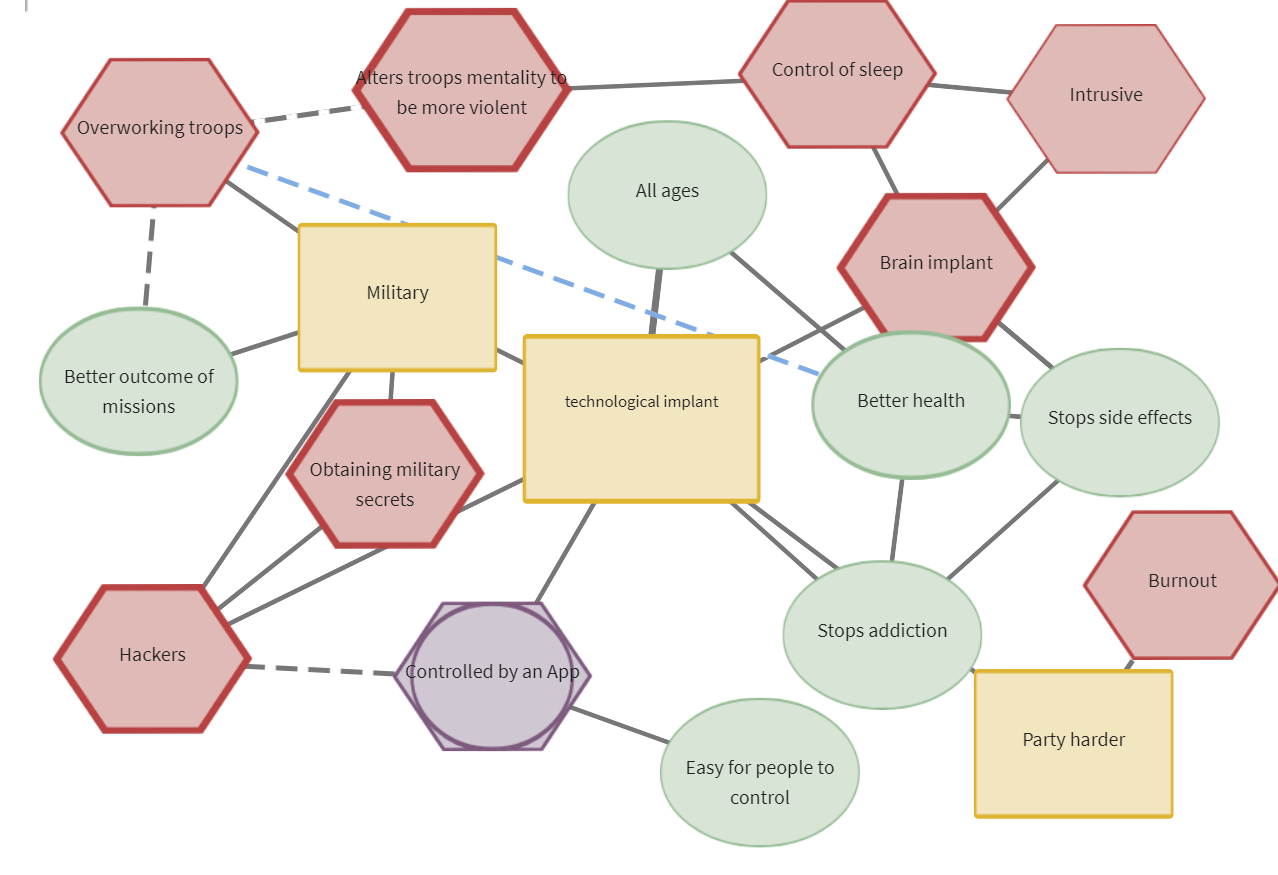 Alters troops mentality to
be more violent
Control of sleep
Intrusive
Overworking troops
All ages
Brain implant
Military
Better outcome of
missions
technological implant
Better health
Stops side effects
Obtaining military
secrets
Burnout
Hackers
Controlled by an App
Stops addiction
Party harder
Easy for people to
control